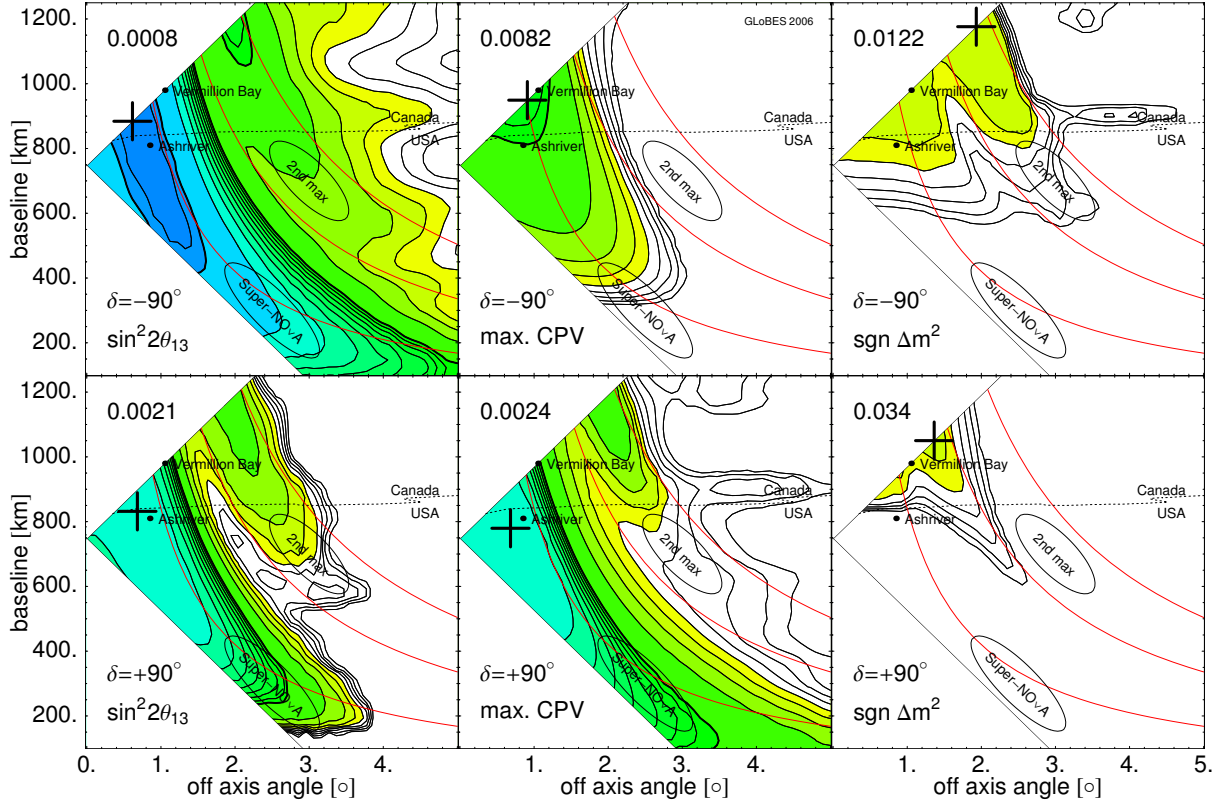 0.0008
0.0082
GLoBES 2006
0.0122
Vermillion Bay
Vermillion Bay
Vermillion Bay
Canada
USA
Canada
USA
Canada
USA
Ashriver
Ashriver
Ashriver
2nd max
2nd max
2nd max
Super−NOνA
Super−NOνA
Super−NOνA
δ=−90°
sin²2θ₁₃
δ=−90°
max. CPV
δ=−90°
sgn Δm²
1200.
1000.
800.
600.
400.
200.
baseline [km]
0.0021
0.0024
0.034
Vermillion Bay
Vermillion Bay
Vermillion Bay
Canada
USA
Canada
USA
Canada
USA
Ashriver
Ashriver
Ashriver
2nd max
2nd max
2nd max
Super−NOνA
Super−NOνA
Super−NOνA
δ=+90°
sin²2θ₁₃
δ=+90°
max. CPV
δ=+90°
sgn Δm²
1200.
1000.
800.
600.
400.
200.
baseline [km]
0. 1. 2. 3. 4.
1. 2. 3. 4.
1. 2. 3. 4. 5.
off axis angle [°]
off axis angle [°]
off axis angle [°]